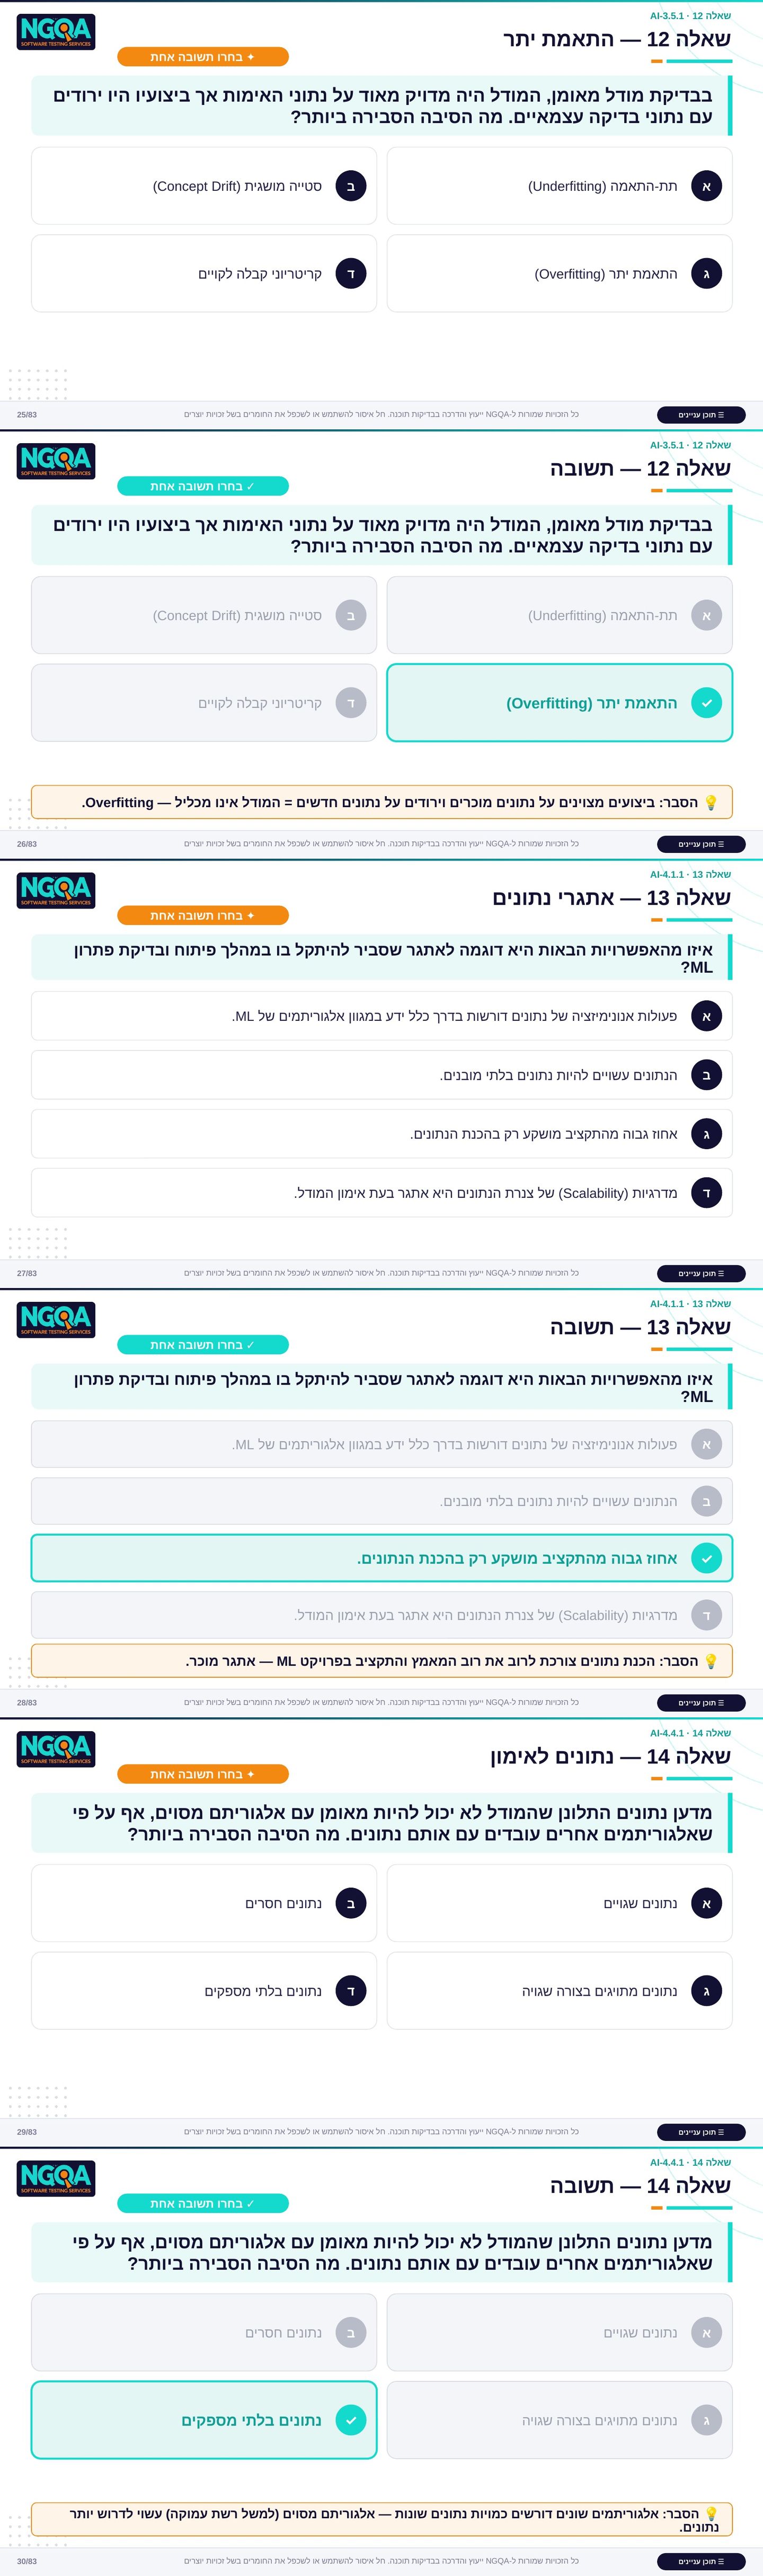 שאלה 12 · AI-3.5.1
שאלה 12 — התאמת יתר
✦ בחרו תשובה אחת
NGQA
SOFTWARE TESTING SERVICES
בבדיקת מודל מאומן, המודל היה מדויק מאוד על נתוני האימות אך ביצועיו היו ירודים
עם נתוני בדיקה עצמאיים. מה הסיבה הסבירה ביותר?
א תת-התאמה (Underfitting)
ב סטייה מושגית (Concept Drift)
ג התאמת יתר (Overfitting)
ד קריטריוני קבלה לקויים
☰ תוכן עניינים
כל הזכויות שמורות ל-NGQA ייעוץ והדרכה בבדיקות תוכנה. חל איסור להשתמש או לשכפל את החומרים בשל זכויות יוצרים
25/83
שאלה 12 · AI-3.5.1
שאלה 12 — תשובה
✓ בחרו תשובה אחת
NGQA
SOFTWARE TESTING SERVICES
בבדיקת מודל מאומן, המודל היה מדויק מאוד על נתוני האימות אך ביצועיו היו ירודים
עם נתוני בדיקה עצמאיים. מה הסיבה הסבירה ביותר?
א תת-התאמה (Underfitting)
ב סטייה מושגית (Concept Drift)
✓ התאמת יתר (Overfitting)
ד קריטריוני קבלה לקויים
💡 הסבר: ביצועים מצוינים על נתונים מוכרים וירודים על נתונים חדשים = המודל אינו מכליל — Overfitting.
☰ תוכן עניינים
כל הזכויות שמורות ל-NGQA ייעוץ והדרכה בבדיקות תוכנה. חל איסור להשתמש או לשכפל את החומרים בשל זכויות יוצרים
26/83
שאלה 13 · AI-4.1.1
שאלה 13 — אתגרי נתונים
✦ בחרו תשובה אחת
NGQA
SOFTWARE TESTING SERVICES
איזו מהאפשרויות הבאות היא דוגמה לאתגר שסביר להיתקל בו במהלך פיתוח ובדיקת פתרון
ML?
א פעולות אנונימיזציה של נתונים דורשות בדרך כלל ידע במגוון אלגוריתמים של ML.
ב הנתונים עשויים להיות נתונים בלתי מובנים.
ג אחוז גבוה מהתקציב מושקע רק בהכנת הנתונים.
ד מדרגיות (Scalability) של צנרת הנתונים היא אתגר בעת אימון המודל.
☰ תוכן עניינים
כל הזכויות שמורות ל-NGQA ייעוץ והדרכה בבדיקות תוכנה. חל איסור להשתמש או לשכפל את החומרים בשל זכויות יוצרים
27/83
שאלה 13 · AI-4.1.1
שאלה 13 — תשובה
✓ בחרו תשובה אחת
NGQA
SOFTWARE TESTING SERVICES
איזו מהאפשרויות הבאות היא דוגמה לאתגר שסביר להיתקל בו במהלך פיתוח ובדיקת פתרון
ML?
א פעולות אנונימיזציה של נתונים דורשות בדרך כלל ידע במגוון אלגוריתמים של ML.
ב הנתונים עשויים להיות נתונים בלתי מובנים.
✓ אחוז גבוה מהתקציב מושקע רק בהכנת הנתונים.
ד מדרגיות (Scalability) של צנרת הנתונים היא אתגר בעת אימון המודל.
💡 הסבר: הכנת נתונים צורכת לרוב את רוב המאמץ והתקציב בפרויקט ML — אתגר מוכר.
☰ תוכן עניינים
כל הזכויות שמורות ל-NGQA ייעוץ והדרכה בבדיקות תוכנה. חל איסור להשתמש או לשכפל את החומרים בשל זכויות יוצרים
28/83
שאלה 14 · AI-4.4.1
שאלה 14 — נתונים לאימון
✦ בחרו תשובה אחת
NGQA
SOFTWARE TESTING SERVICES
מדען נתונים התלונן שהמודל לא יכול להיות מאומן עם אלגוריתם מסוים, אף על פי
שאלגוריתמים אחרים עובדים עם אותם נתונים. מה הסיבה הסבירה ביותר?
א נתונים שגויים
ב נתונים חסרים
ג נתונים מתויגים בצורה שגויה
ד נתונים בלתי מספקים
☰ תוכן עניינים
כל הזכויות שמורות ל-NGQA ייעוץ והדרכה בבדיקות תוכנה. חל איסור להשתמש או לשכפל את החומרים בשל זכויות יוצרים
29/83
שאלה 14 · AI-4.4.1
שאלה 14 — תשובה
✓ בחרו תשובה אחת
NGQA
SOFTWARE TESTING SERVICES
מדען נתונים התלונן שהמודל לא יכול להיות מאומן עם אלגוריתם מסוים, אף על פי
שאלגוריתמים אחרים עובדים עם אותם נתונים. מה הסיבה הסבירה ביותר?
א נתונים שגויים
ב נתונים חסרים
ג נתונים מתויגים בצורה שגויה
✓ נתונים בלתי מספקים
💡 הסבר: אלגוריתמים שונים דורשים כמויות נתונים שונות — אלגוריתם מסוים (למשל רשת עמוקה) עשוי לדרוש יותר
נתונים.
☰ תוכן עניינים
כל הזכויות שמורות ל-NGQA ייעוץ והדרכה בבדיקות תוכנה. חל איסור להשתמש או לשכפל את החומרים בשל זכויות יוצרים
30/83